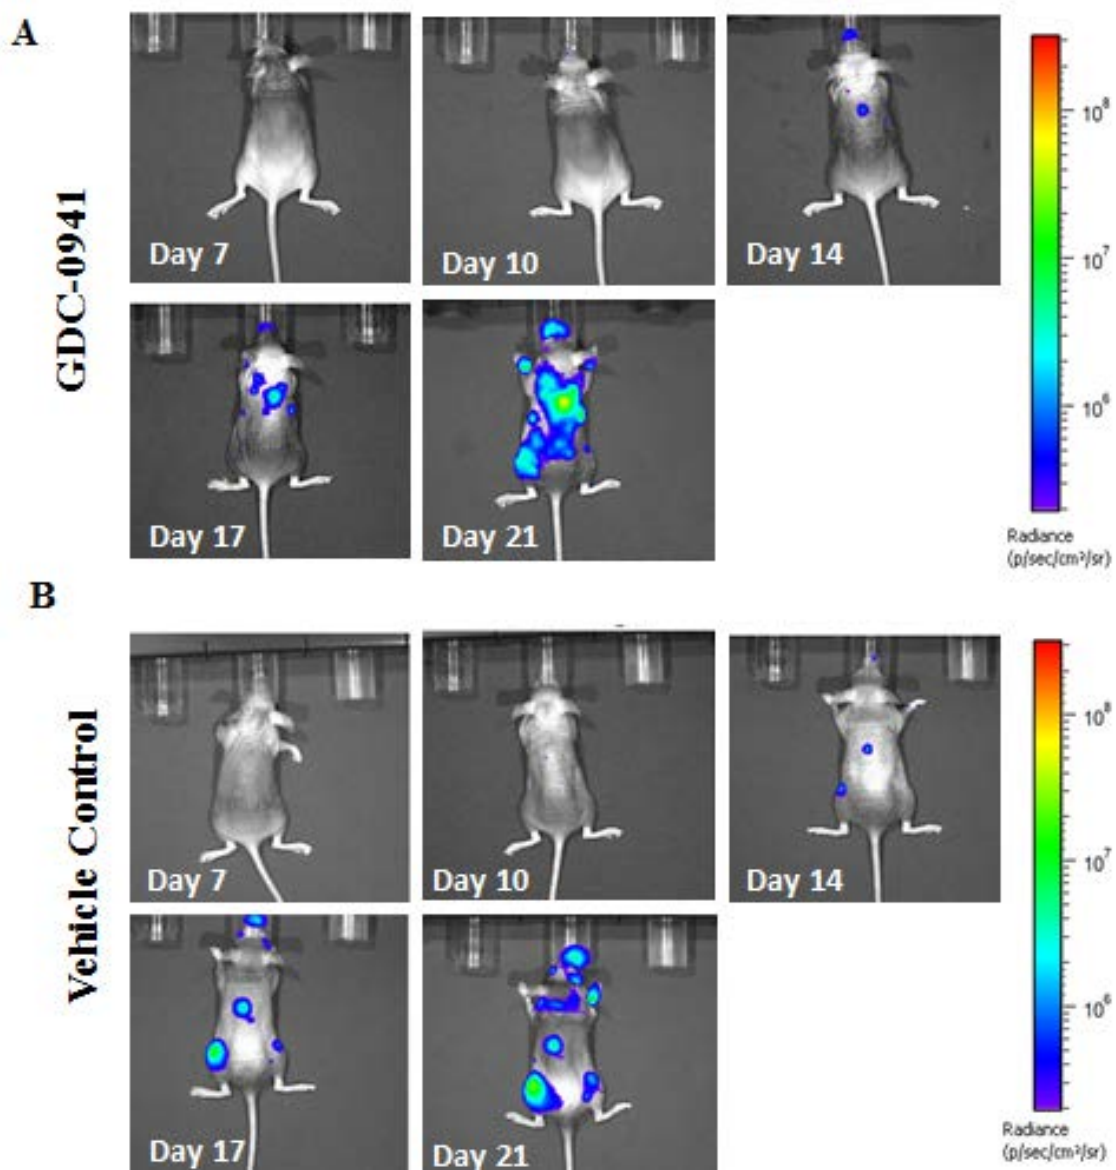 A
GDC-0941
Day 7
Day 10
Day 14
Day 17
Day 21
10⁸
10⁷
10⁶
Radiance
(p/sec/cm²/sr)
B
Vehicle Control
Day 7
Day 10
Day 14
Day 17
Day 21
10⁸
10⁷
10⁶
Radiance
(p/sec/cm²/sr)